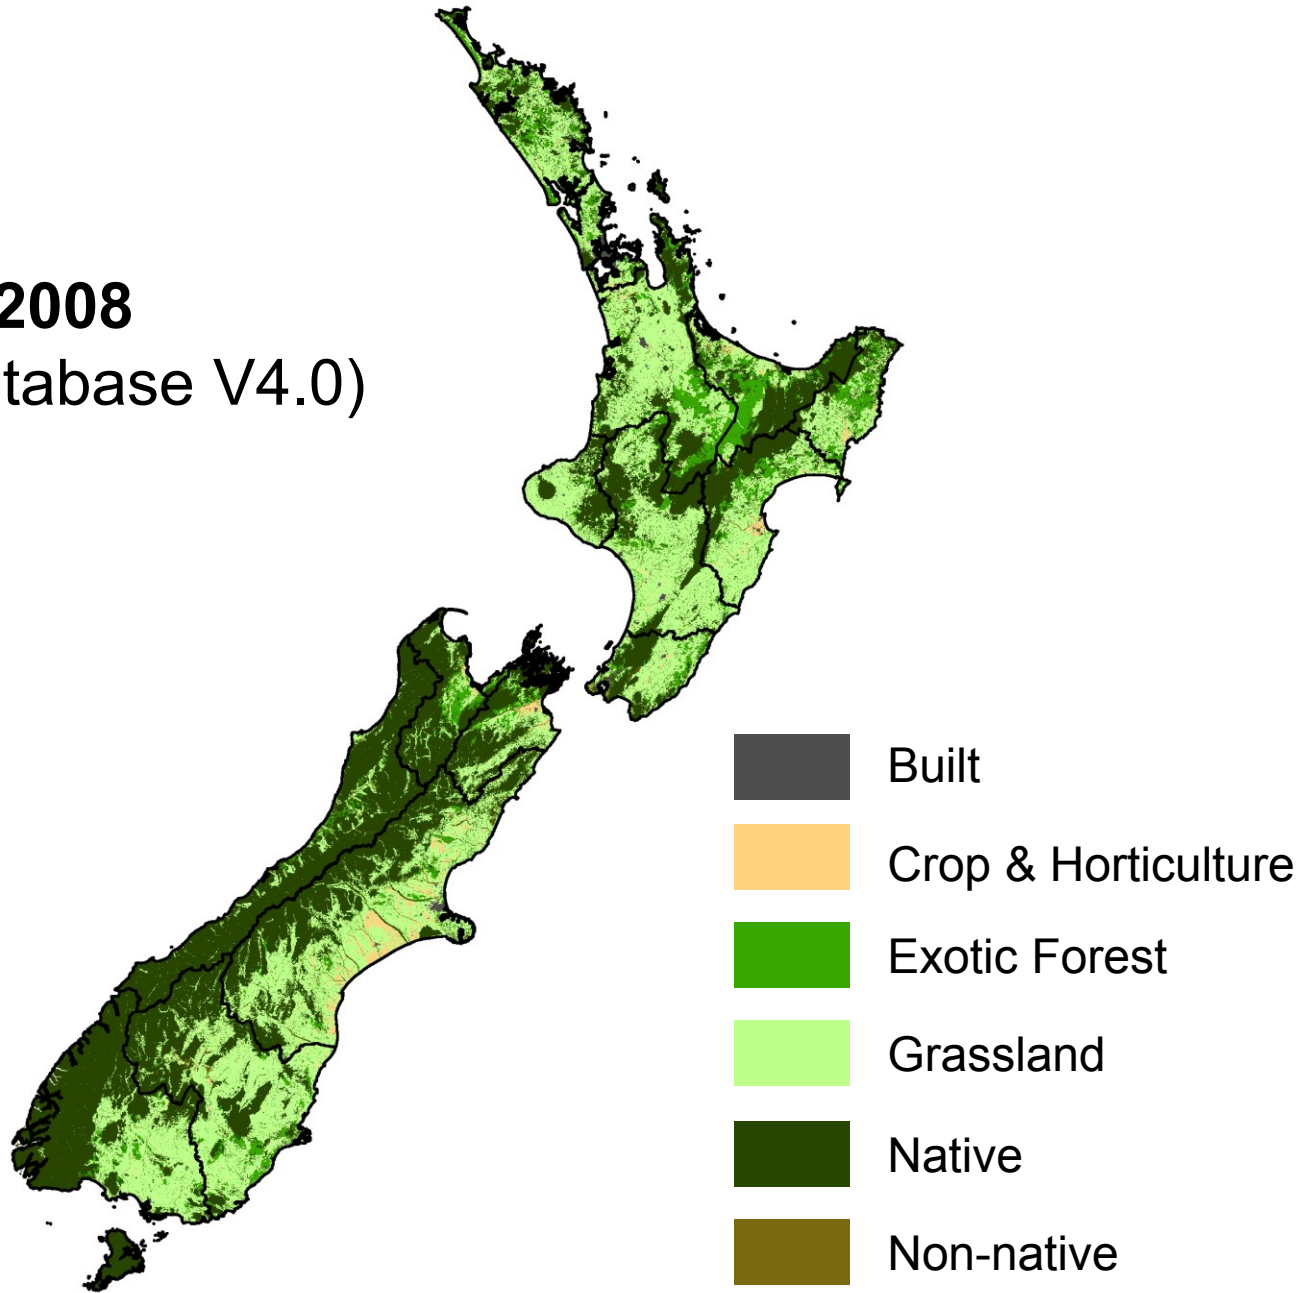 2008
tabase V4.0)
Built
Crop & Horticulture
Exotic Forest
Grassland
Native
Non-native